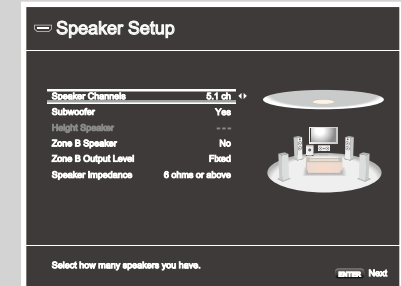 Speaker Setup
Speaker Channels 5.1 ch
Subwoofer Yes
Height Speaker ---
Zone B Speaker No
Zone B Output Level Fixed
Speaker Impedance 6 ohms or above
Select how many speakers you have.
ENTER Next